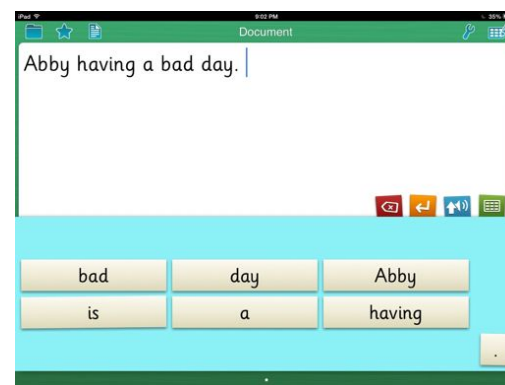 iPad 9:02 PM 35%
Document
Abby having a bad day.
bad day Abby
is a having
.